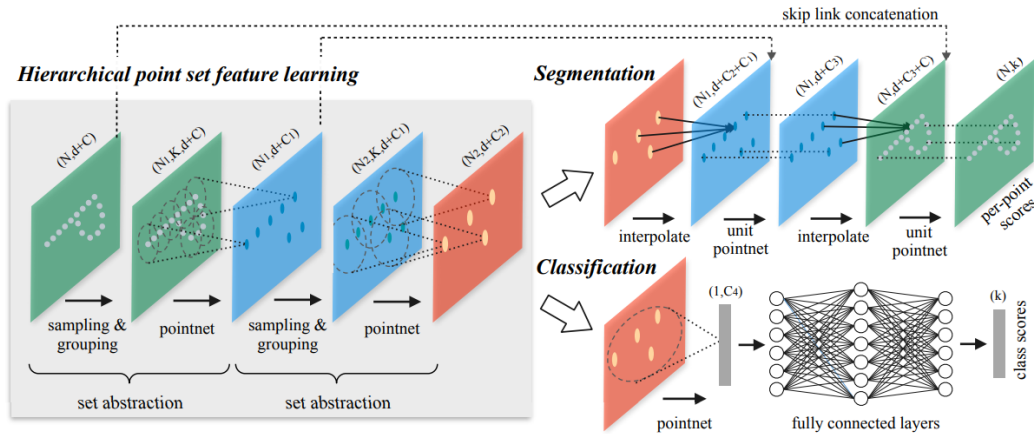 skip link concatenation
Hierarchical point set feature learning
(N,d+C)
(N1,K,d+C)
(N1,d+C1)
(N2,K,d+C1)
(N2,d+C2)
sampling &
grouping
pointnet
sampling &
grouping
pointnet
set abstraction
set abstraction
Segmentation
(N1,d+C2+C1)
(N1,d+C3)
(N,d+C3+C)
(N,k)
interpolate
unit
pointnet
interpolate
unit
pointnet
per-point
scores
Classification
(1,C4)
(k)
class scores
pointnet
fully connected layers